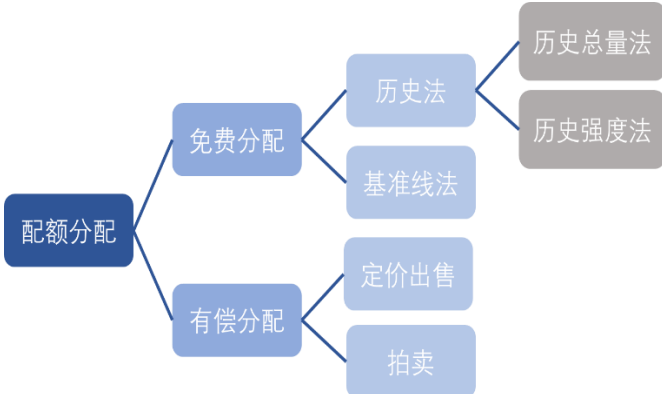 配额分配
免费分配
历史法
历史总量法
历史强度法
基准线法
有偿分配
定价出售
拍卖